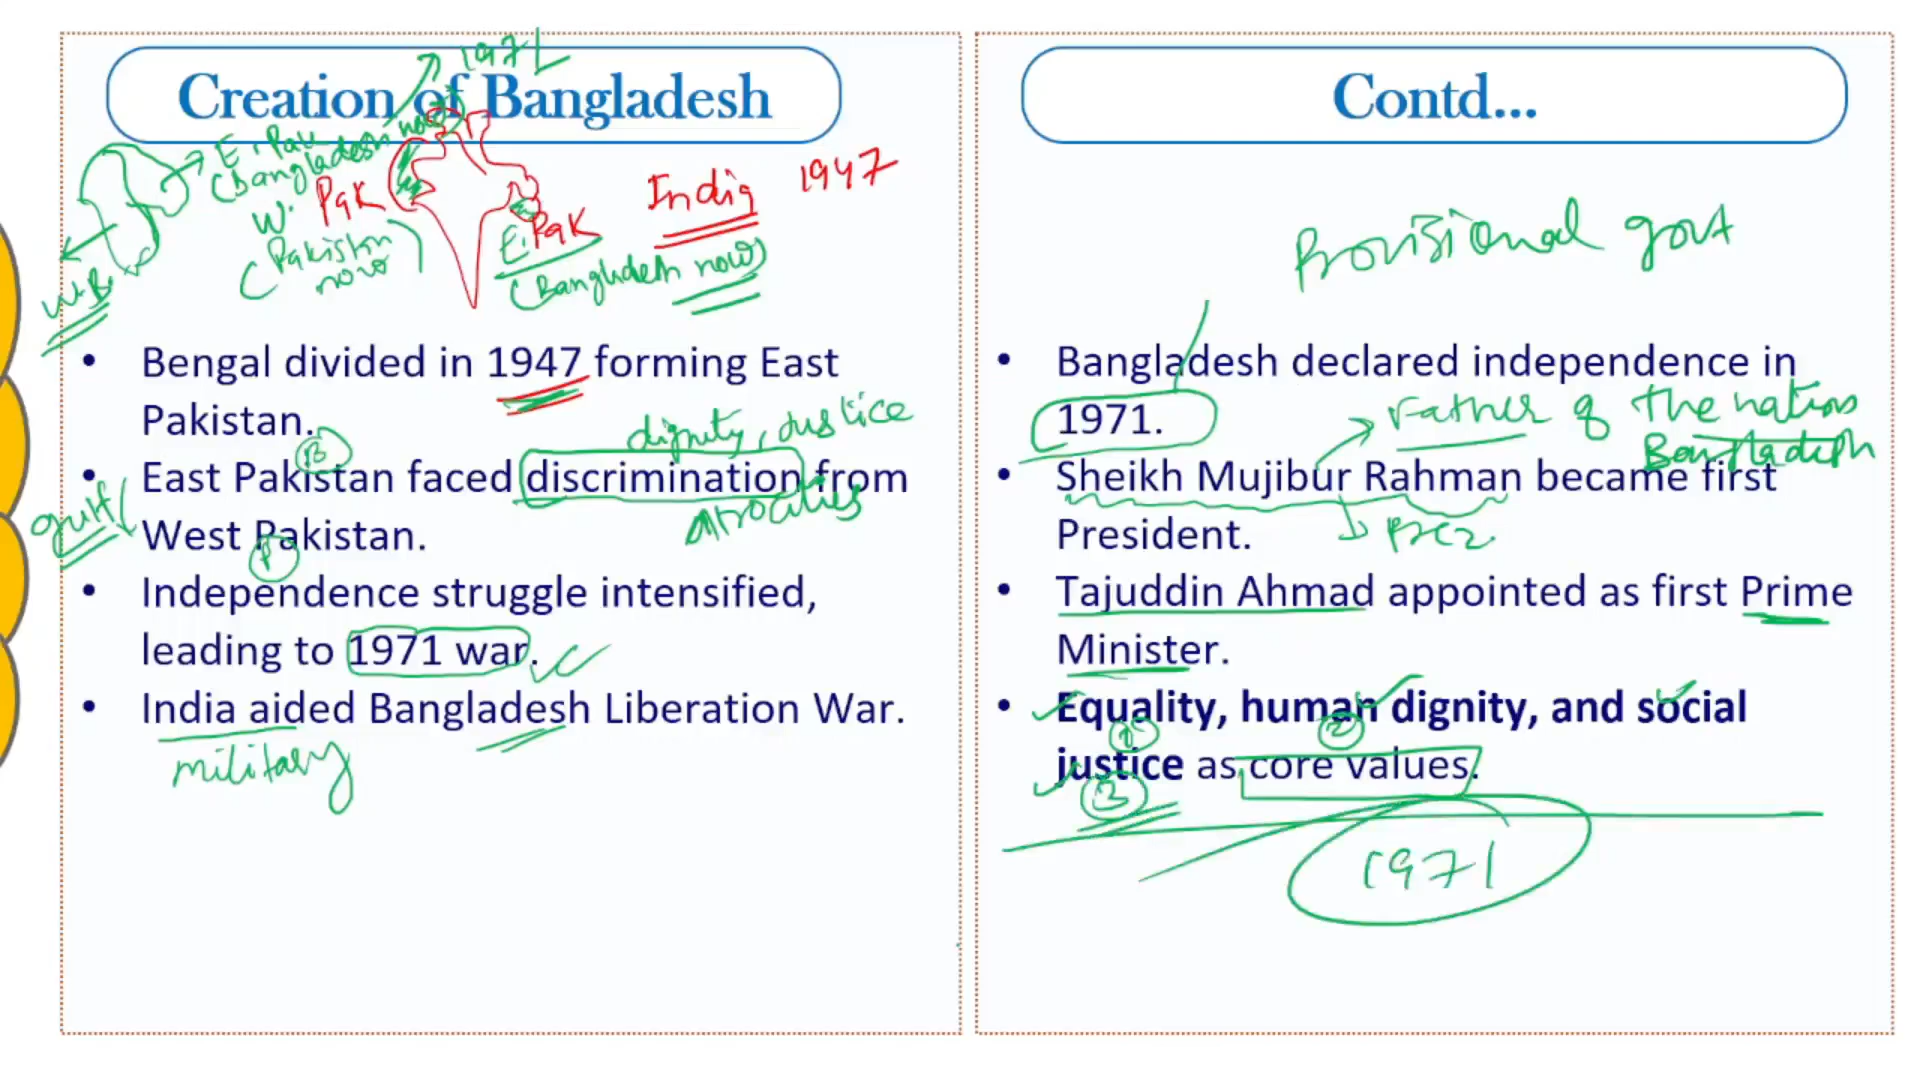 Creation of Bangladesh
1971
E. Pak
(Bangladesh now)
W.
Pak
(Pakistan
now
W.B
India 1947
E. Pak
(Bangladesh now)
• Bengal divided in 1947 forming East
Pakistan.
dignity, Justice
B
• East Pakistan faced discrimination from
Atrocities
West Pakistan.
P
• Independence struggle intensified,
leading to 1971 war.
• India aided Bangladesh Liberation War.
military
Contd...
Provisional govt
• Bangladesh declared independence in
1971.
Father of the nation
Bangladesh
• Sheikh Mujibur Rahman became first
President.
• Tajuddin Ahmad appointed as first Prime
Minister.
• Equality, human dignity, and social
1
2
justice as core values.
3
1971